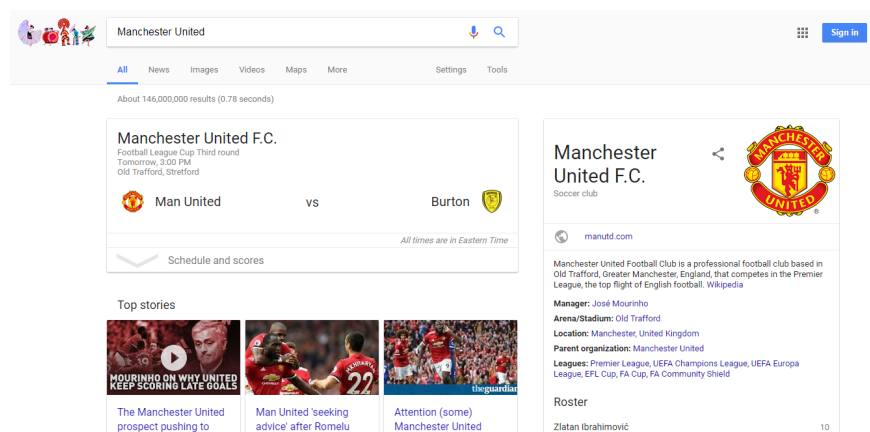 Manchester United
Sign in
All News Images Videos Maps More Settings Tools
About 146,000,000 results (0.78 seconds)
Manchester United F.C.
Football League Cup Third round
Tomorrow, 3:00 PM
Old Trafford, Stretford
Man United vs Burton
All times are in Eastern Time
Schedule and scores
Top stories
MOURINHO ON WHY UNITED
KEEP SCORING LATE GOALS
22
theguardian
The Manchester United
prospect pushing to
Man United 'seeking
advice' after Romelu
Attention (some)
Manchester United
Manchester
United F.C.
Soccer club
MANCHESTER
UNITED
®
manutd.com
Manchester United Football Club is a professional football club based in
Old Trafford, Greater Manchester, England, that competes in the Premier
League, the top flight of English football. Wikipedia
Manager: José Mourinho
Arena/Stadium: Old Trafford
Location: Manchester, United Kingdom
Parent organization: Manchester United
Leagues: Premier League, UEFA Champions League, UEFA Europa
League, EFL Cup, FA Cup, FA Community Shield
Roster
Zlatan Ibrahimović 10